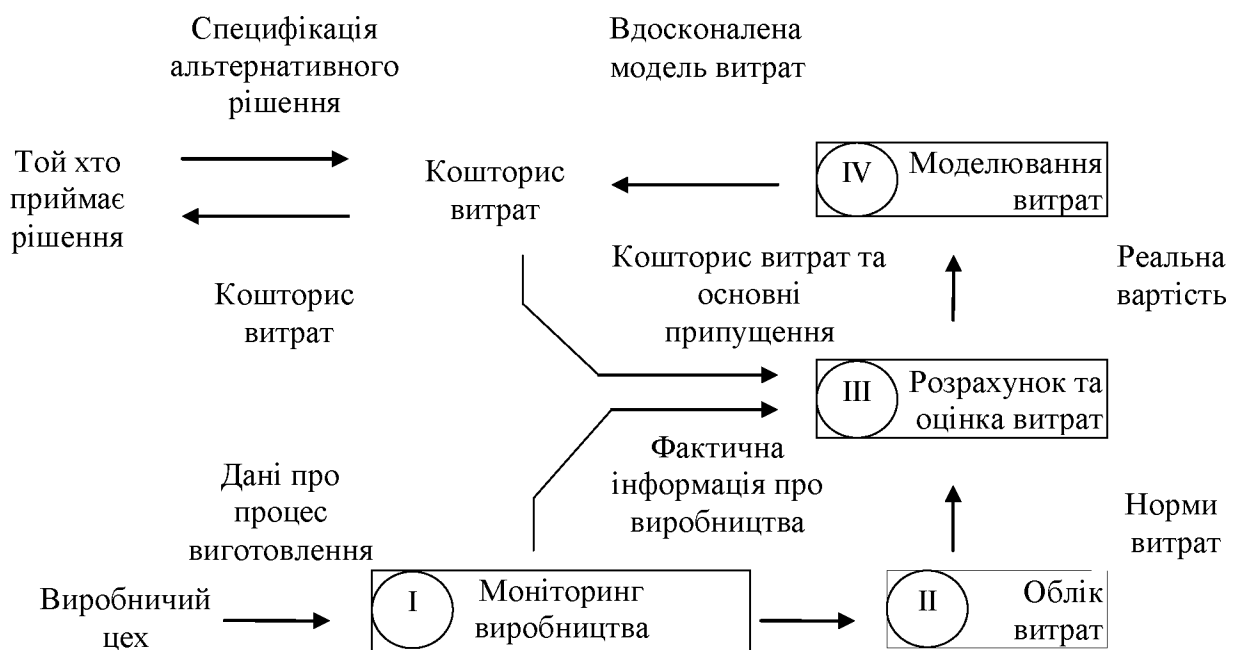 Специфікація
альтернативного
рішення
Вдосконалена
модель витрат
Той хто
приймає
рішення
Кошторис
витрат
IV
Моделювання
витрат
Кошторис
витрат
Кошторис витрат та
основні
припущення
Реальна
вартість
III
Розрахунок та
оцінка витрат
Дані про
процес
виготовлення
Фактична
інформація про
виробництва
Норми
витрат
Виробничий
цех
I
Моніторинг
виробництва
II
Облік
витрат